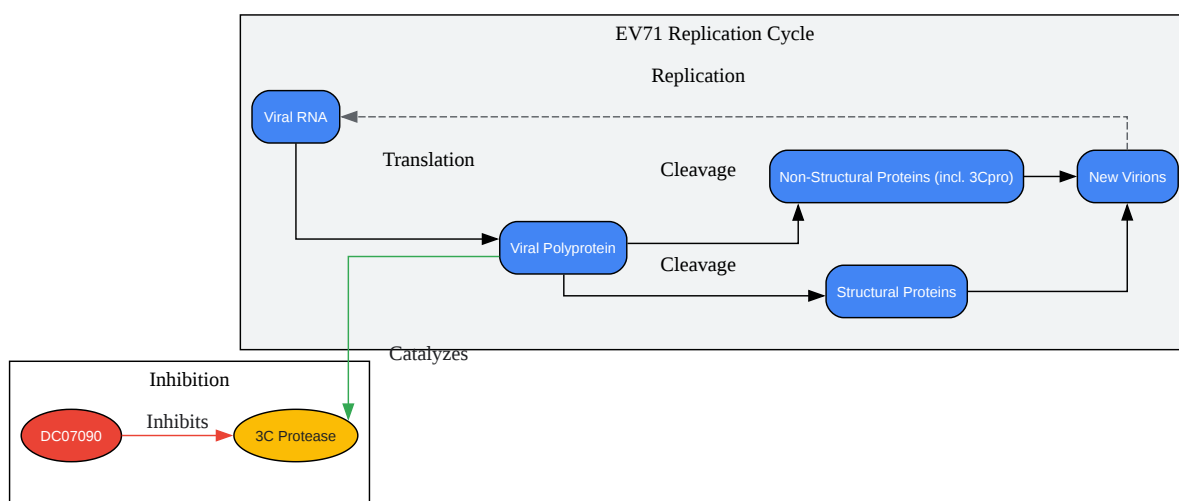 EV71 Replication Cycle
Replication
Viral RNA
Translation
Cleavage
Non-Structural Proteins (incl. 3Cpro)
New Virions
Viral Polyprotein
Cleavage
Structural Proteins
Catalyzes
Inhibition
Inhibits
DC07090
3C Protease